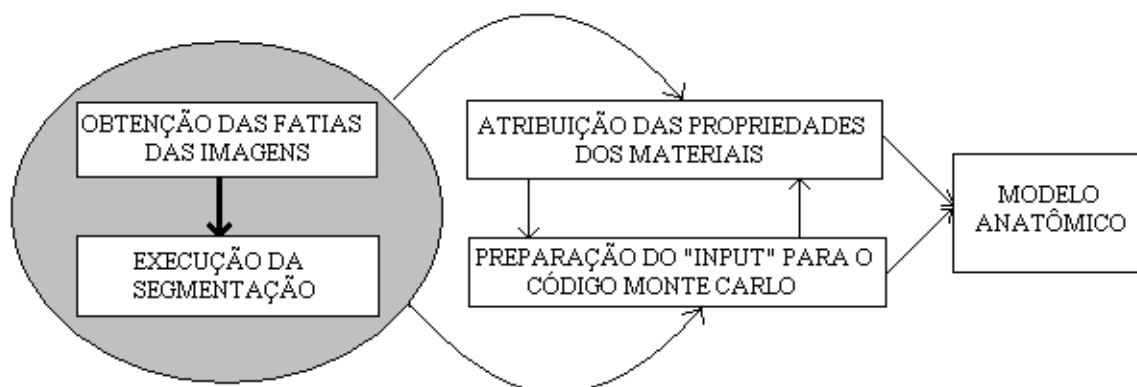 OBTENÇÃO DAS FATIAS
DAS IMAGENS
EXECUÇÃO DA
SEGMENTAÇÃO
ATRIBUIÇÃO DAS PROPRIEDADES
DOS MATERIAIS
PREPARAÇÃO DO "INPUT" PARA O
CÓDIGO MONTE CARLO
MODELO
ANATÔMICO